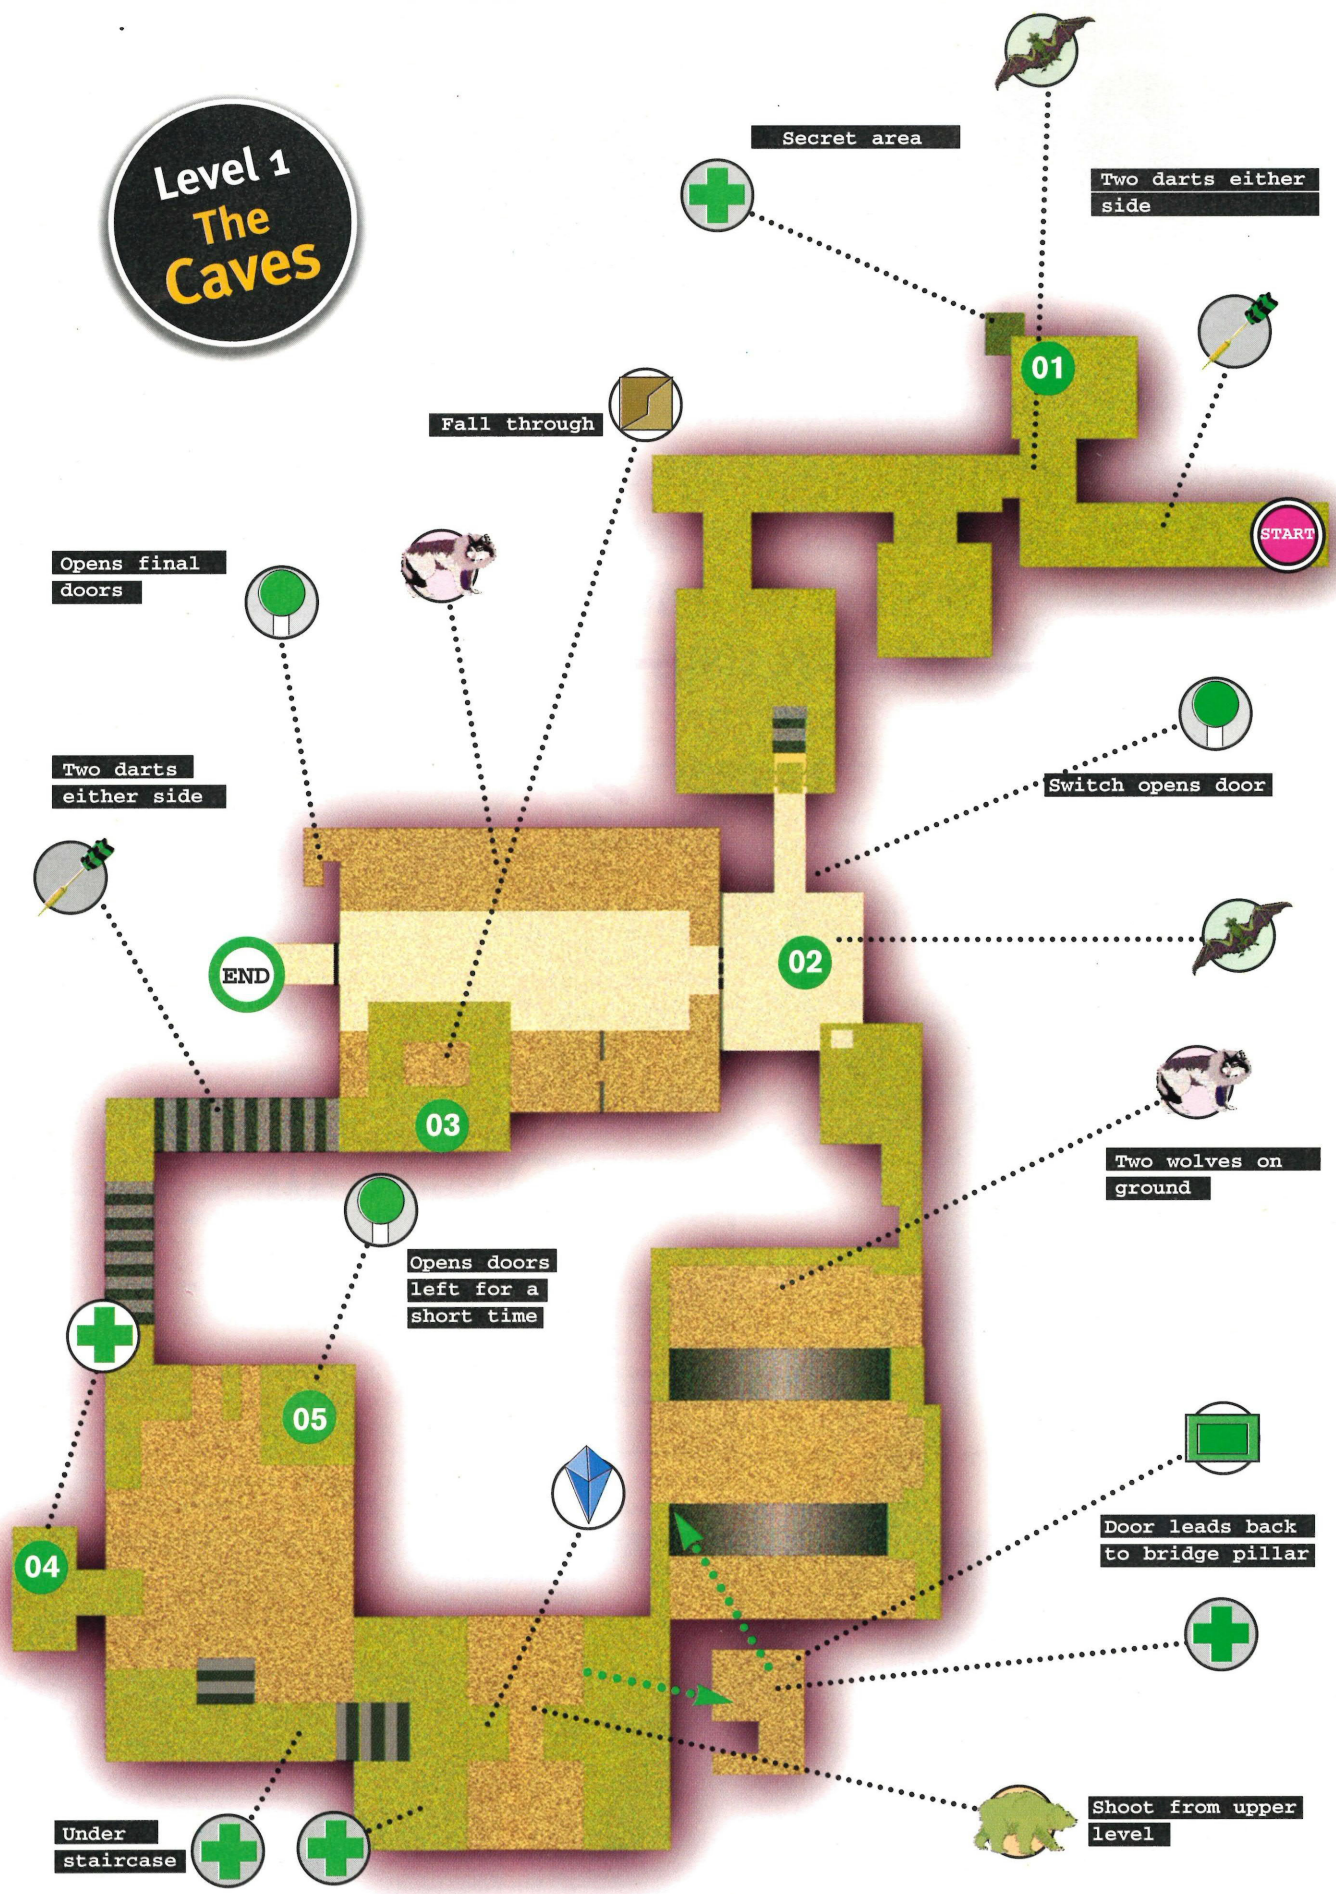 Level 1
The
Caves
Secret area
Two darts either
side
01
Fall through
START
Opens final
doors
Switch opens door
Two darts
either side
END
02
03
Two wolves on
ground
Opens doors
left for a
short time
05
04
Door leads back
to bridge pillar
Shoot from upper
level
Under
staircase